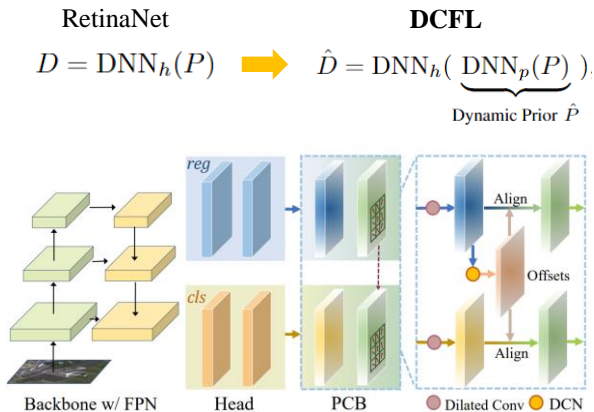 RetinaNet
DCFL
D = DNN_h(P)
D̂ = DNN_h( DNN_p(P) ),
Dynamic Prior P̂
reg
cls
Align
Offsets
Align
Backbone w/ FPN
Head
PCB
Dilated Conv
DCN